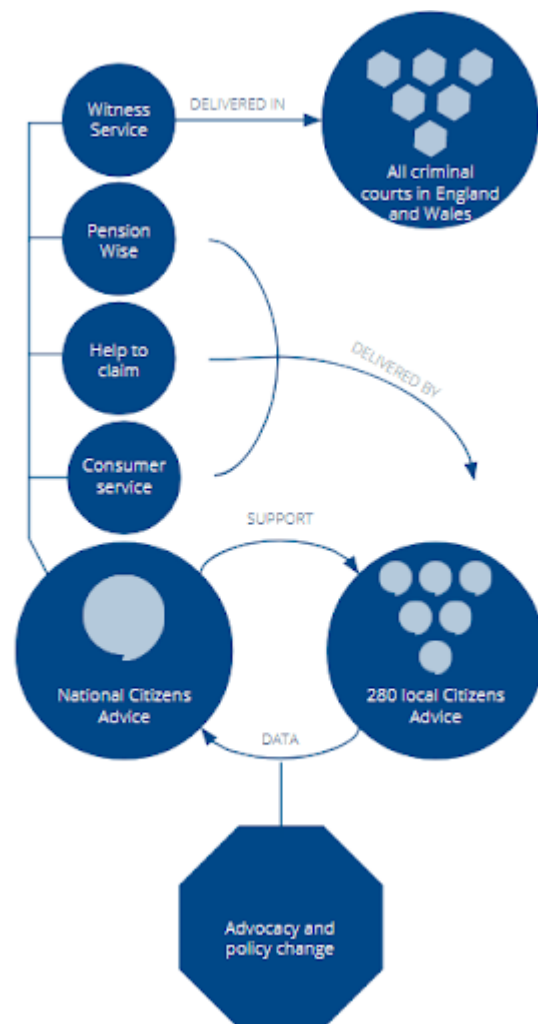 Witness
Service
DELIVERED IN
All criminal
courts in England
and Wales
Pension
Wise
Help to
claim
DELIVERED BY
Consumer
service
SUPPORT
National Citizens
Advice
280 local Citizens
Advice
DATA
Advocacy and
policy change